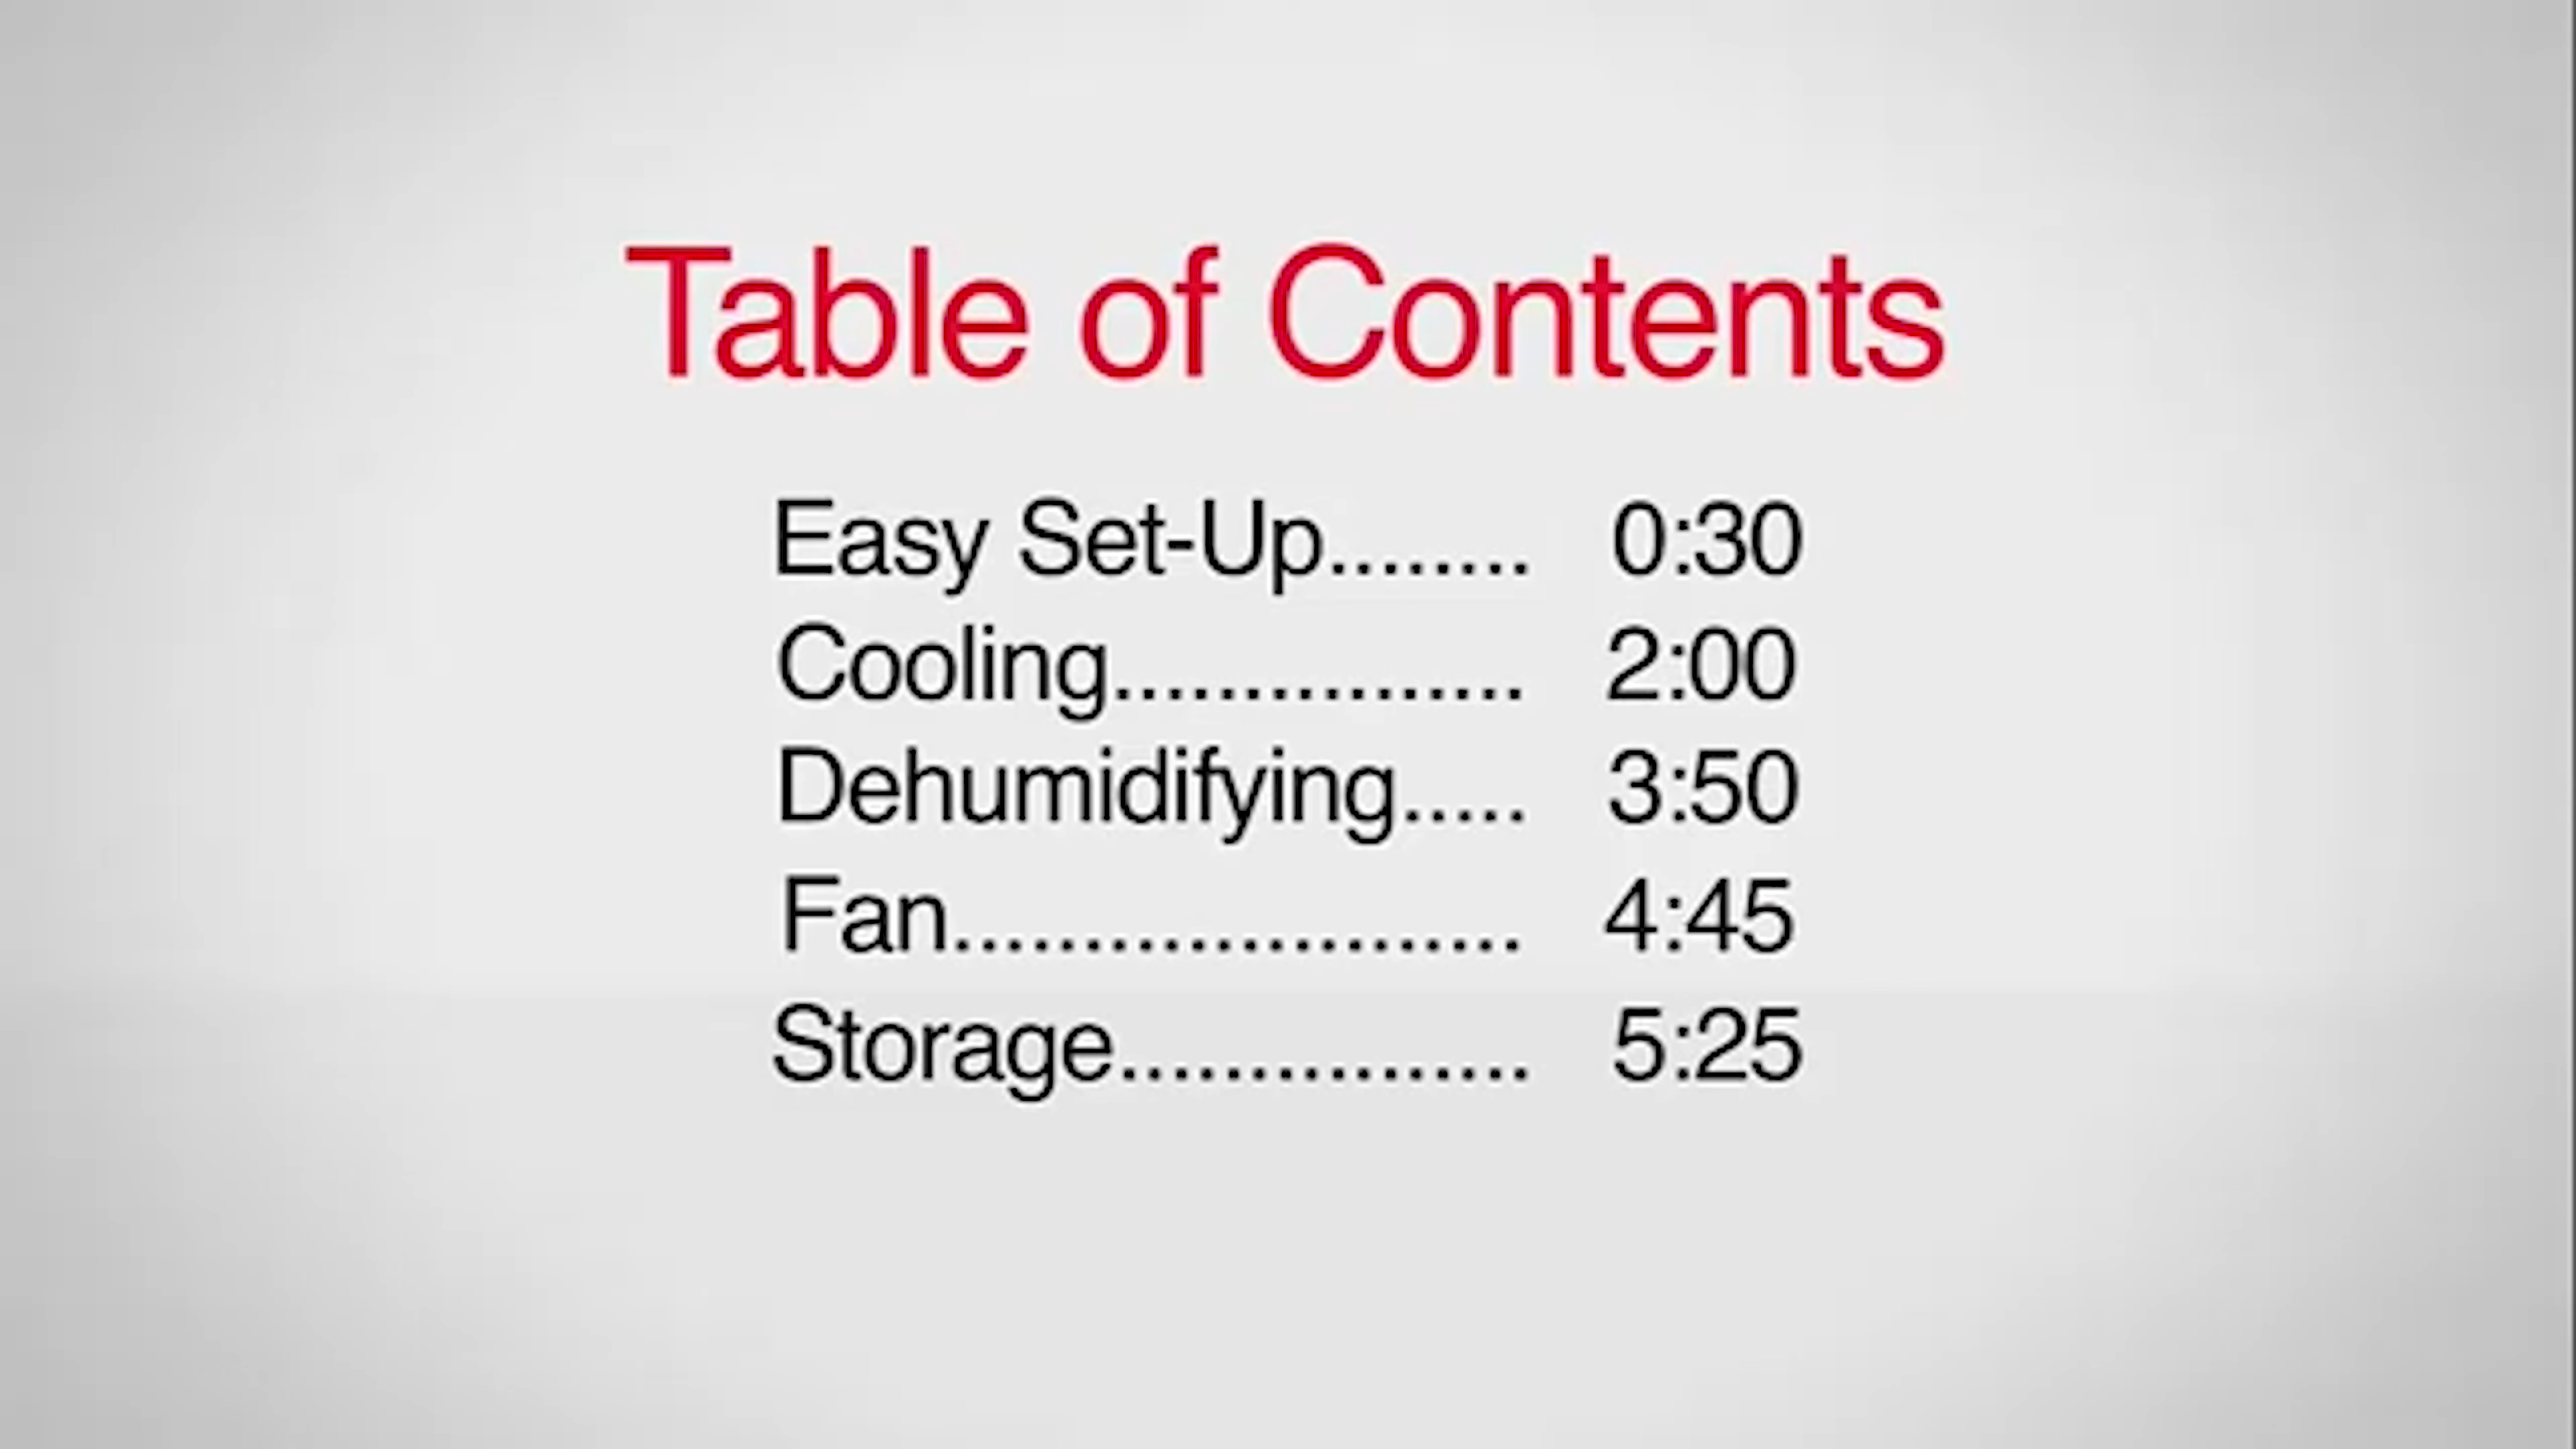 Table of Contents
Easy Set-Up........ 0:30
Cooling................ 2:00
Dehumidifying..... 3:50
Fan...................... 4:45
Storage................ 5:25